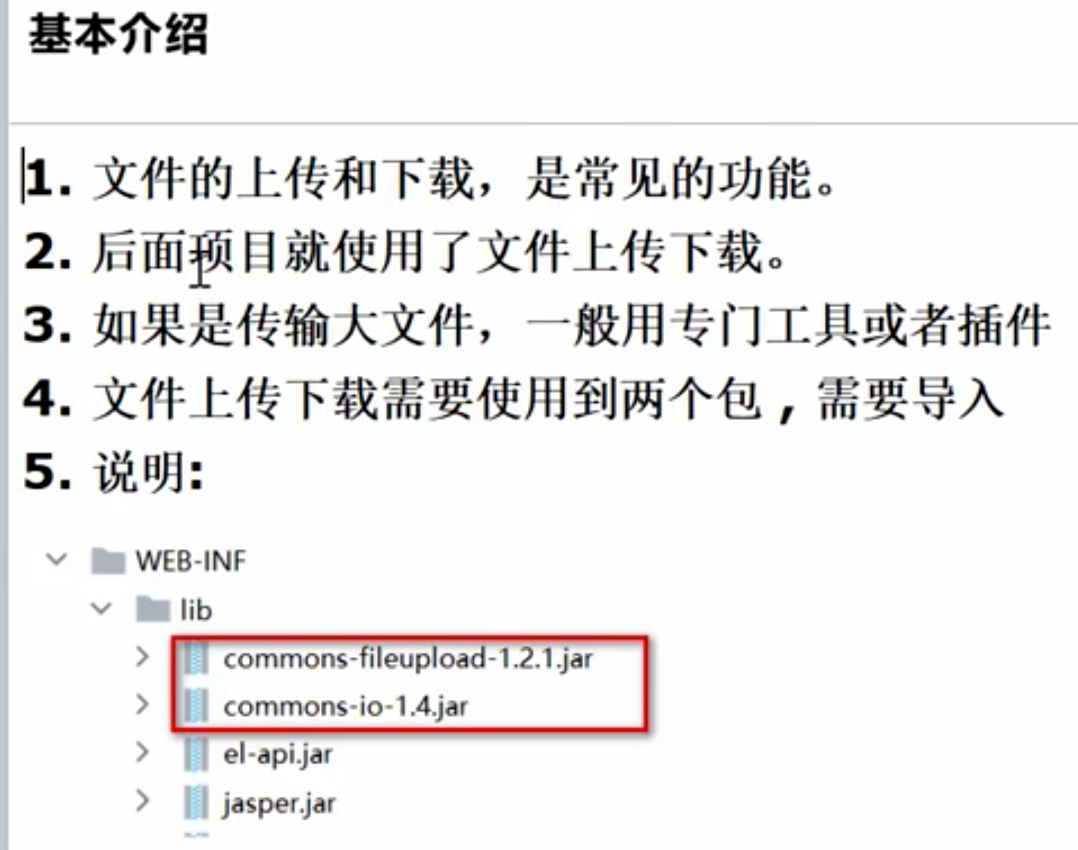 基本介绍
1. 文件的上传和下载，是常见的功能。
2. 后面项目就使用了文件上传下载。
3. 如果是传输大文件，一般用专门工具或者插件
4. 文件上传下载需要使用到两个包，需要导入
5. 说明:
WEB-INF
lib
commons-fileupload-1.2.1.jar
commons-io-1.4.jar
el-api.jar
jasper.jar